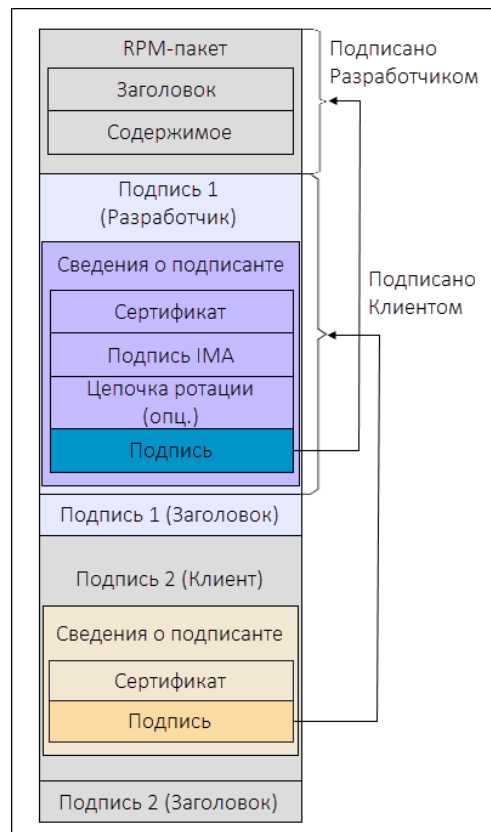 RPM-пакет
Заголовок
Содержимое
Подписано
Разработчиком
Подпись 1
(Разработчик)
Сведения о подписанте
Сертификат
Подпись IMA
Цепочка ротации
(опц.)
Подпись
Подписано
Клиентом
Подпись 1 (Заголовок)
Подпись 2 (Клиент)
Сведения о подписанте
Сертификат
Подпись
Подпись 2 (Заголовок)